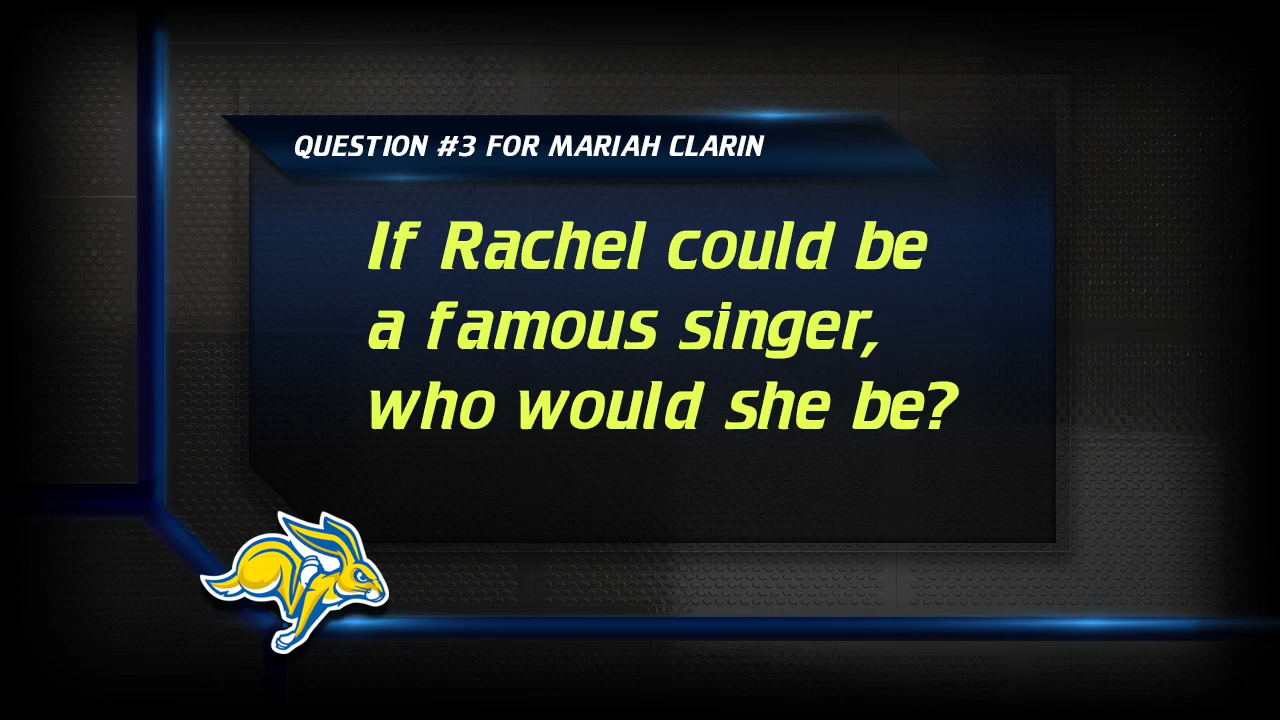 QUESTION #3 FOR MARIAH CLARIN
If Rachel could be
a famous singer,
who would she be?